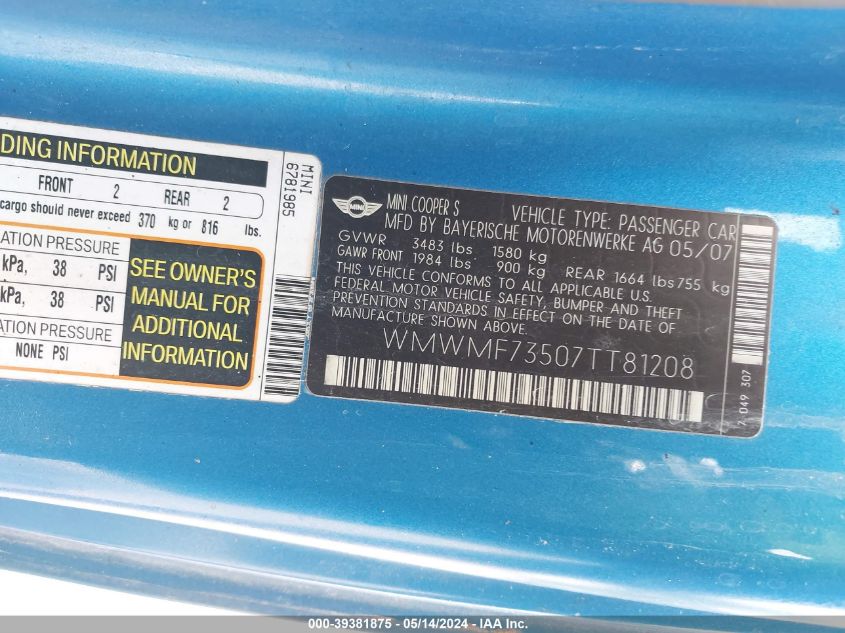 DING INFORMATION
FRONT 2 REAR 2
cargo should never exceed 370 kg or 816 lbs.
ATION PRESSURE
kPa, 38 PSI
kPa, 38 PSI
ATION PRESSURE
NONE PSI
SEE OWNER'S
MANUAL FOR
ADDITIONAL
INFORMATION
MINI
6781985
MINI
MINI COOPER S VEHICLE TYPE: PASSENGER CAR
MFD BY BAYERISCHE MOTORENWERKE AG 05/07
GVWR 3483 lbs 1580 kg
GAWR FRONT 1984 lbs 900 kg REAR 1664 lbs 755 kg
THIS VEHICLE CONFORMS TO ALL APPLICABLE U.S.
FEDERAL MOTOR VEHICLE SAFETY, BUMPER AND THEFT
PREVENTION STANDARDS IN EFFECT ON THE DATE OF
MANUFACTURE SHOWN ABOVE.
WMWMF73507TT81208
7 049 307
000-39381875 - 05/14/2024 - IAA Inc.